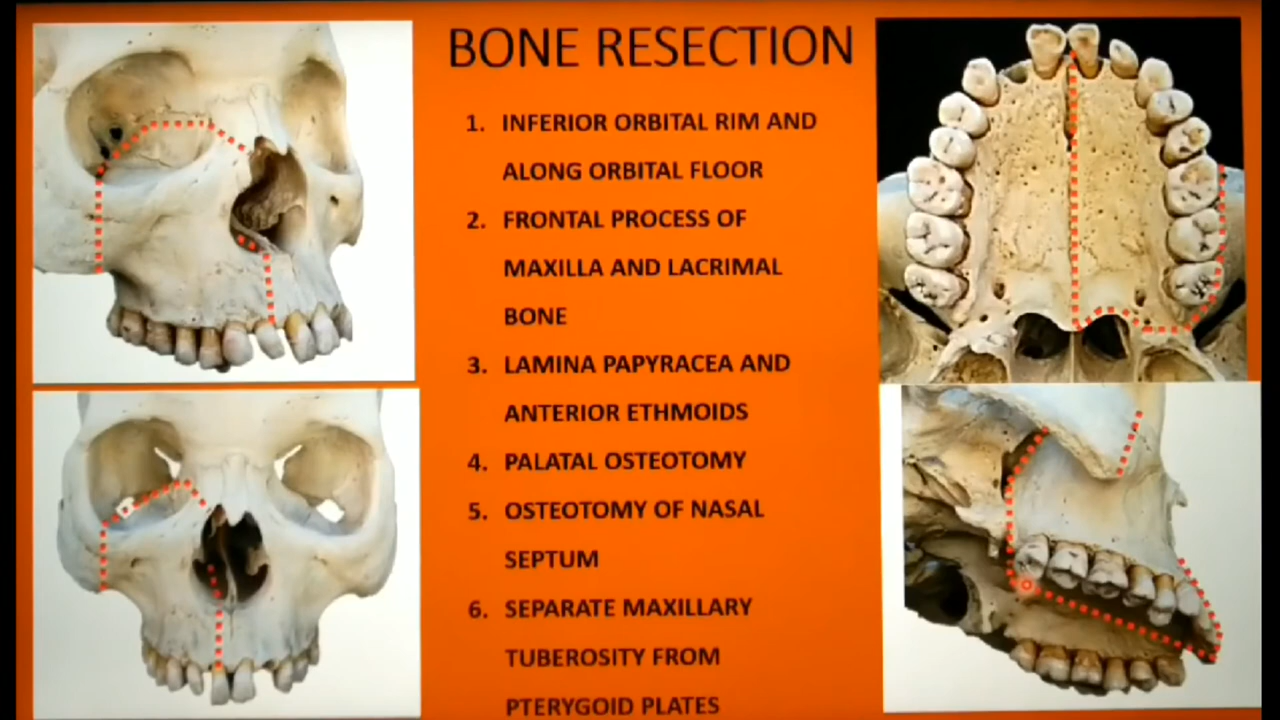 BONE RESECTION
1. INFERIOR ORBITAL RIM AND
ALONG ORBITAL FLOOR
2. FRONTAL PROCESS OF
MAXILLA AND LACRIMAL
BONE
3. LAMINA PAPYRACEA AND
ANTERIOR ETHMOIDS
4. PALATAL OSTEOTOMY
5. OSTEOTOMY OF NASAL
SEPTUM
6. SEPARATE MAXILLARY
TUBEROSITY FROM
PTERYGOID PLATES